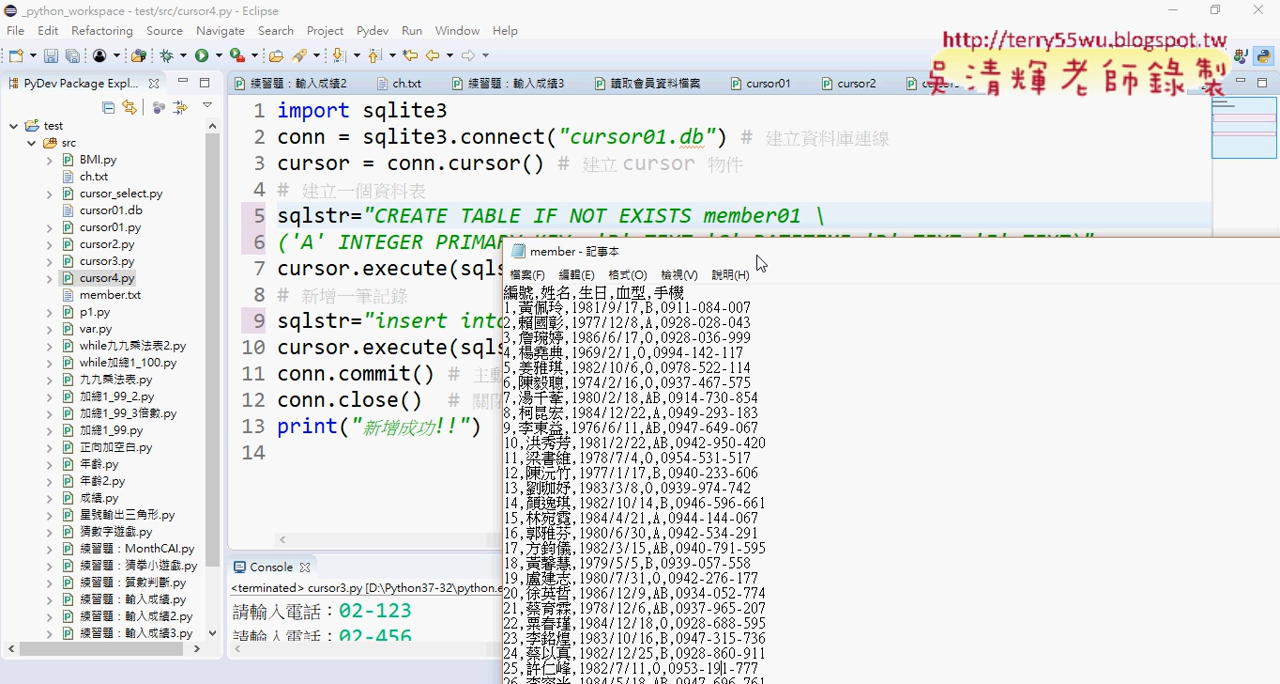 _python_workspace - test/src/cursor4.py - Eclipse
File Edit Refactoring Source Navigate Search Project Pydev Run Window Help
http://terry55wu.blogspot.tw
吳清輝老師錄製
PyDev Package Expl...
練習題：輸入成績2 ch.txt 練習題：輸入成績3 讀取會員資料檔案 cursor01 cursor2
test
src
BMI.py
ch.txt
cursor_select.py
cursor01.db
cursor01.py
cursor2.py
cursor3.py
cursor4.py
member.txt
p1.py
var.py
while九九乘法表2.py
while加總1_100.py
九九乘法表.py
加總1_99_2.py
加總1_99_3倍數.py
加總1_99.py
正向加空白.py
年齡.py
年齡2.py
成績.py
星號輸出三角形.py
猜數字遊戲.py
練習題：MonthCAl.py
練習題：猜拳小遊戲.py
練習題：質數判斷.py
練習題：輸入成績.py
練習題：輸入成績2.py
練習題：輸入成績3.py
1 import sqlite3
2 conn = sqlite3.connect("cursor01.db") # 建立資料庫連線
3 cursor = conn.cursor() # 建立 cursor 物件
4 # 建立一個資料表
5 sqlstr="CREATE TABLE IF NOT EXISTS member01 \
6 ('A' INTEGER PRIMARY KEY
7 cursor.execute(sqls
8 # 新增一筆記錄
9 sqlstr="insert into
10 cursor.execute(sqls
11 conn.commit() # 主動
12 conn.close() # 關閉
13 print("新增成功!!")
14
Console
<terminated> cursor3.py [D:\Python37-32\python.e
請輸入電話：02-123
請輸入電話：02-456
member - 記事本
檔案(F) 編輯(E) 格式(O) 檢視(V) 說明(H)
編號,姓名,生日,血型,手機
1,黃佩玲,1981/9/17,B,0911-084-007
2,賴國彰,1977/12/8,A,0928-028-043
3,詹琬婷,1986/6/17,O,0928-036-999
4,楊堯典,1969/2/1,O,0994-142-117
5,姜雅琪,1982/10/6,O,0978-522-114
6,陳毅聰,1974/2/16,O,0937-467-575
7,湯千葦,1980/2/18,AB,0914-730-854
8,柯昆宏,1984/12/22,A,0949-293-183
9,李東益,1976/6/11,AB,0947-649-067
10,洪秀芳,1981/2/22,AB,0942-950-420
11,梁書維,1978/7/4,O,0954-531-517
12,陳沅竹,1977/1/17,B,0940-233-606
13,劉珈妤,1983/3/8,O,0939-974-742
14,顏逸琪,1982/10/14,B,0946-596-661
15,林宛霓,1984/4/21,A,0944-144-067
16,郭雅芬,1980/6/30,A,0942-534-291
17,方鈞儀,1982/3/15,AB,0940-791-595
18,黃馨慧,1979/5/5,B,0939-057-558
19,盧建志,1980/7/31,O,0942-276-177
20,徐英哲,1986/12/9,AB,0934-052-774
21,蔡育霖,1978/12/6,AB,0937-965-207
22,粟春瑾,1984/12/18,O,0928-688-595
23,李銘煌,1983/10/16,B,0947-315-736
24,蔡以真,1982/12/25,B,0928-860-911
25,許仁峰,1982/7/11,O,0953-191-777